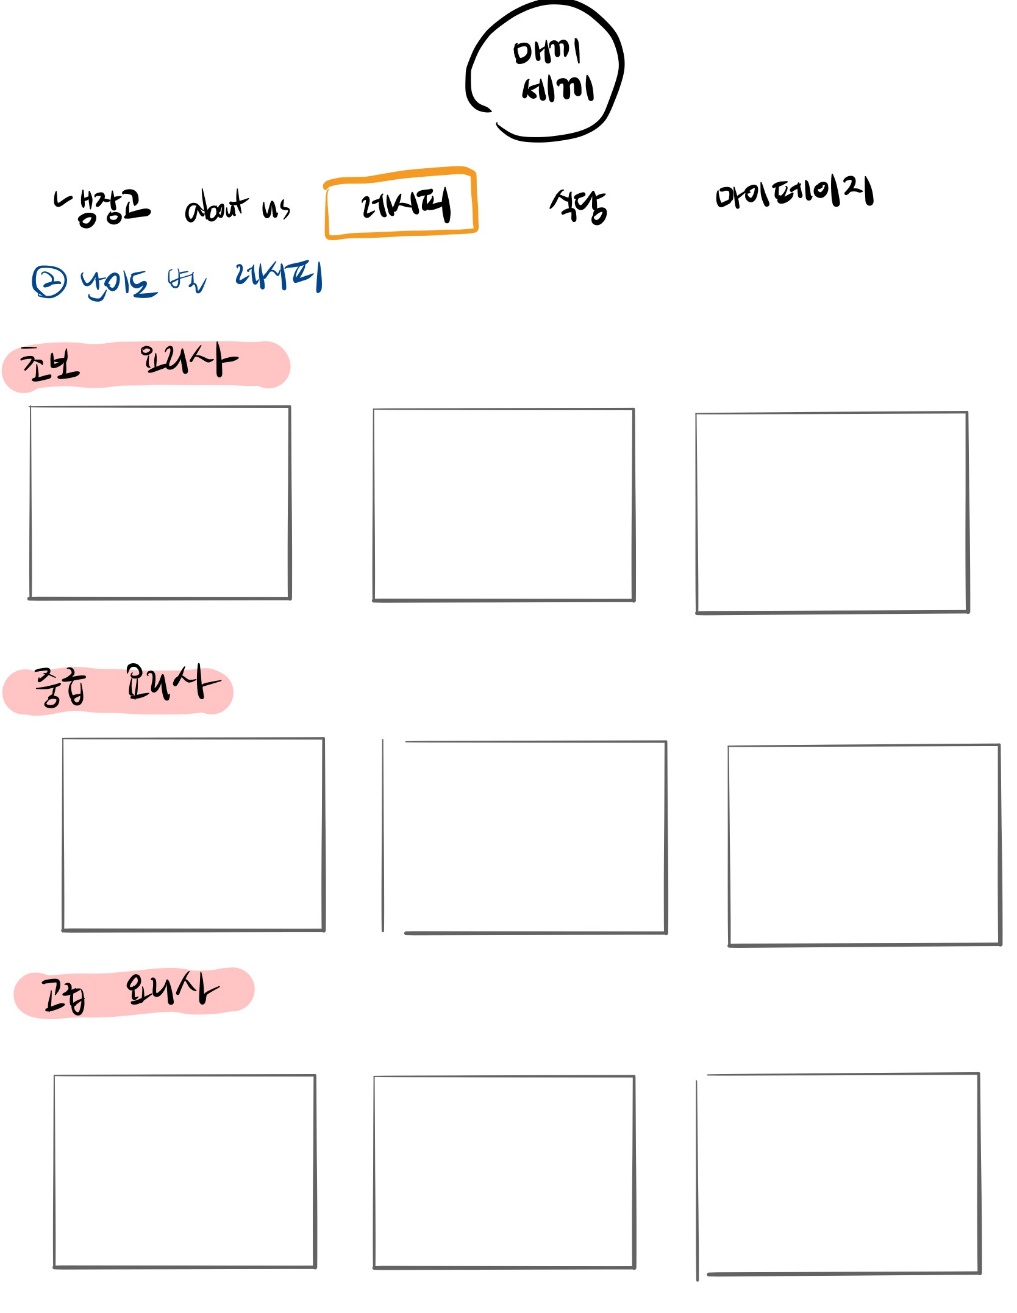 매끼
세끼
냉장고 about us 레시피 식당 마이페이지
② 난이도 별 레시피
초보 요리사
중급 요리사
고급 요리사